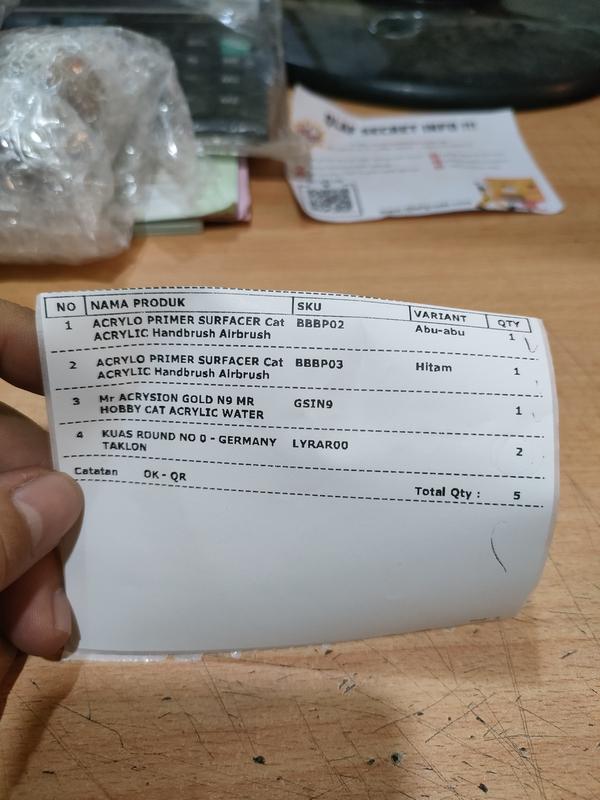 SECRET INFO !!!
NO NAMA PRODUK SKU VARIANT QTY
1 ACRYLO PRIMER SURFACER Cat BBBP02 Abu-abu 1
ACRYLIC Handbrush Airbrush
2 ACRYLO PRIMER SURFACER Cat BBBP03 Hitam 1
ACRYLIC Handbrush Airbrush
3 Mr ACRYSION GOLD N9 MR GSIN9 1
HOBBY CAT ACRYLIC WATER
4 KUAS ROUND NO 0 - GERMANY LYRAR00 2
TAKLON
Catatan OK - QR
Total Qty : 5